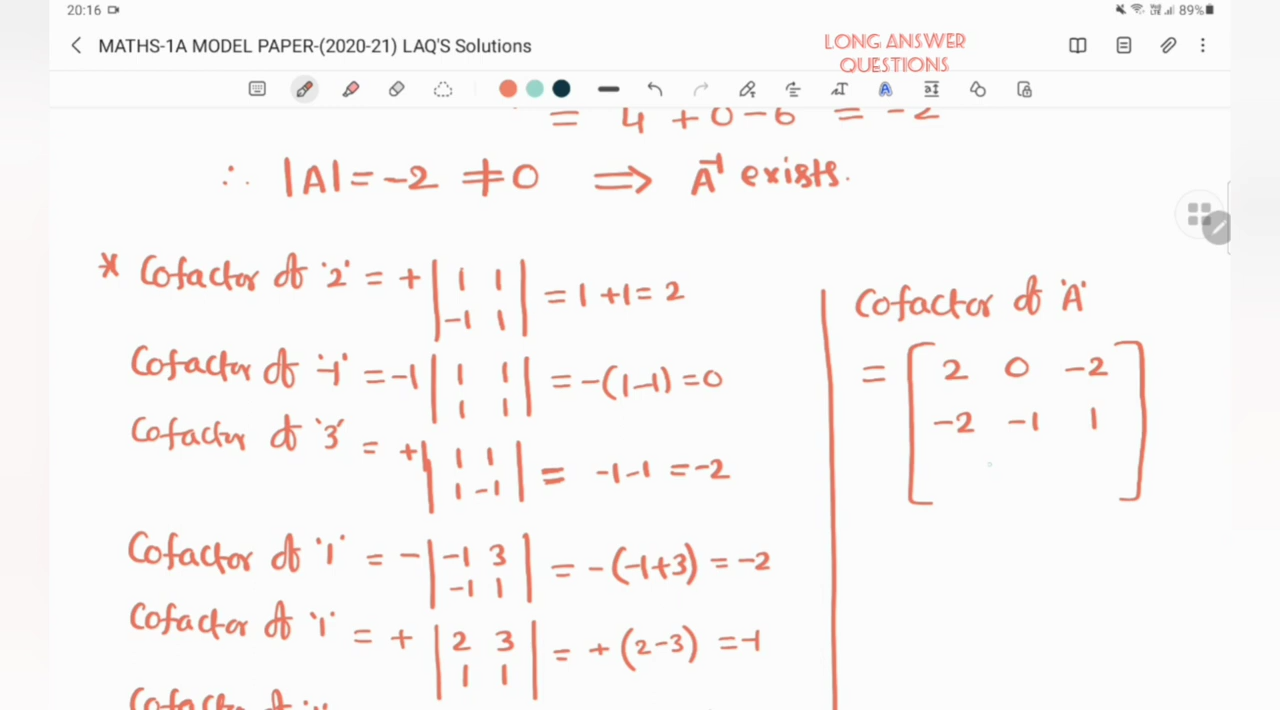 20:16
89%
MATHS-1A MODEL PAPER-(2020-21) LAQ'S Solutions
LONG ANSWER
QUESTIONS
= 4 +0-6 = -2
∴ |A| = -2 ≠ 0 ⟹ A⁻¹ exists.
* Cofactor of '2' = + | 1 1 | = 1 +1 = 2
| -1 1 |
Cofactor of '-1' = -1 | 1 1 | = -(1-1) = 0
| 1 1 |
Cofactor of '3' = + | 1 1 | = -1-1 = -2
| 1 -1 |
Cofactor of '1' = - | -1 3 | = -(-1+3) = -2
| -1 1 |
Cofactor of '1' = + | 2 3 | = +(2-3) = -1
| 1 1 |
Cofactor of
Cofactor of 'A'
= [ 2 0 -2 ]
[ -2 -1 1 ]